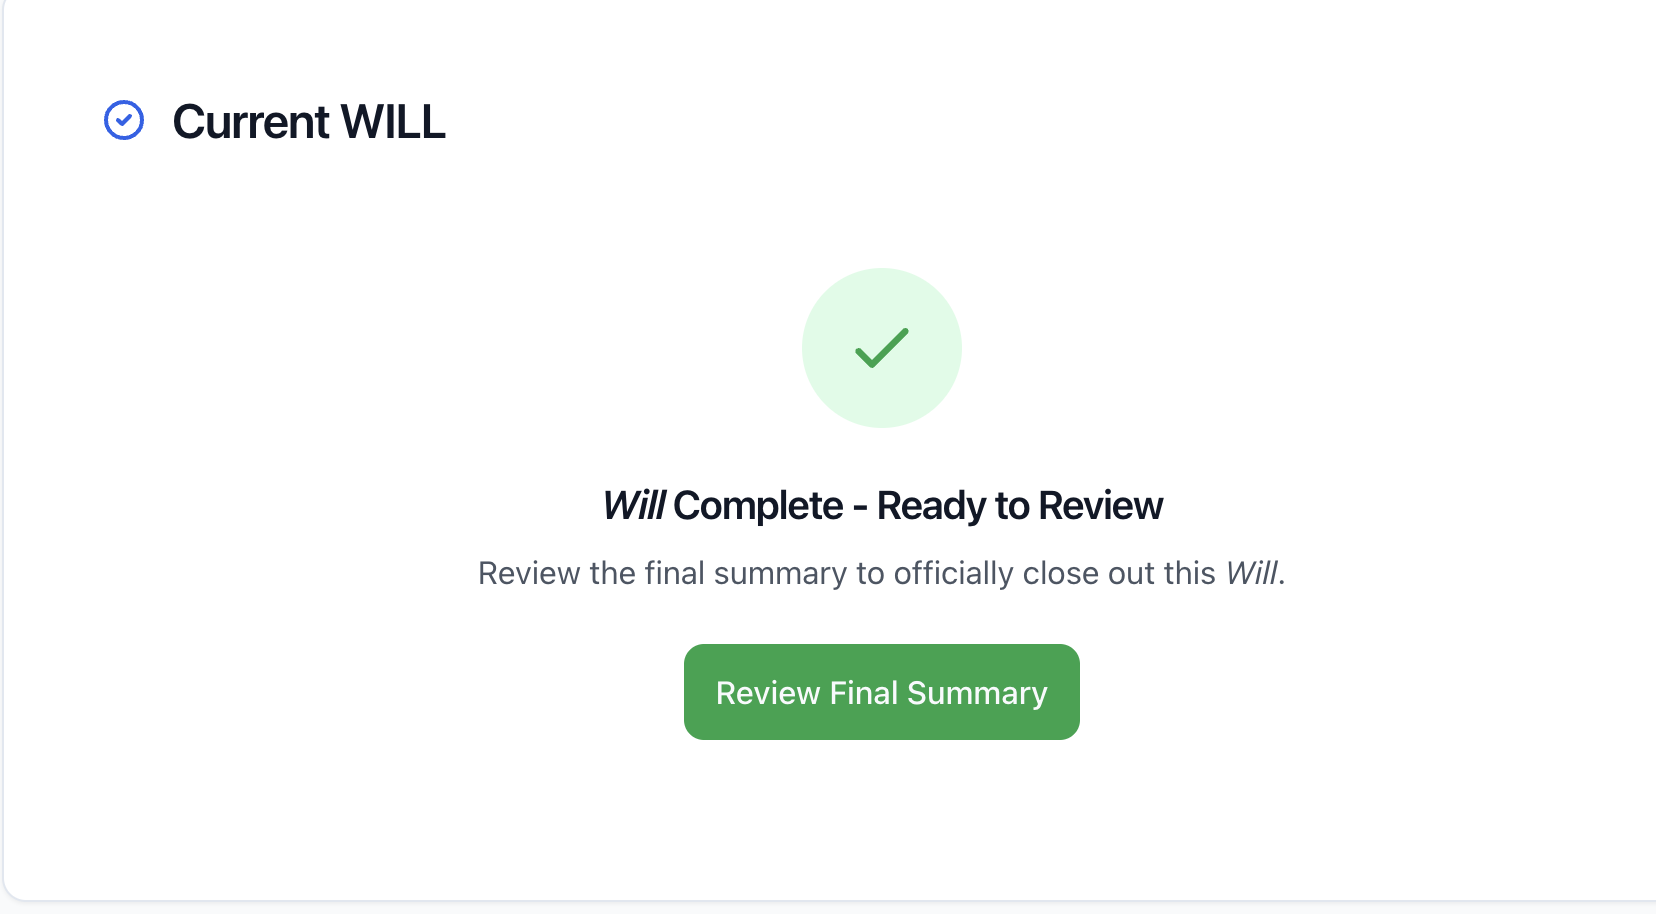 Current WILL
Will Complete - Ready to Review
Review the final summary to officially close out this Will.
Review Final Summary